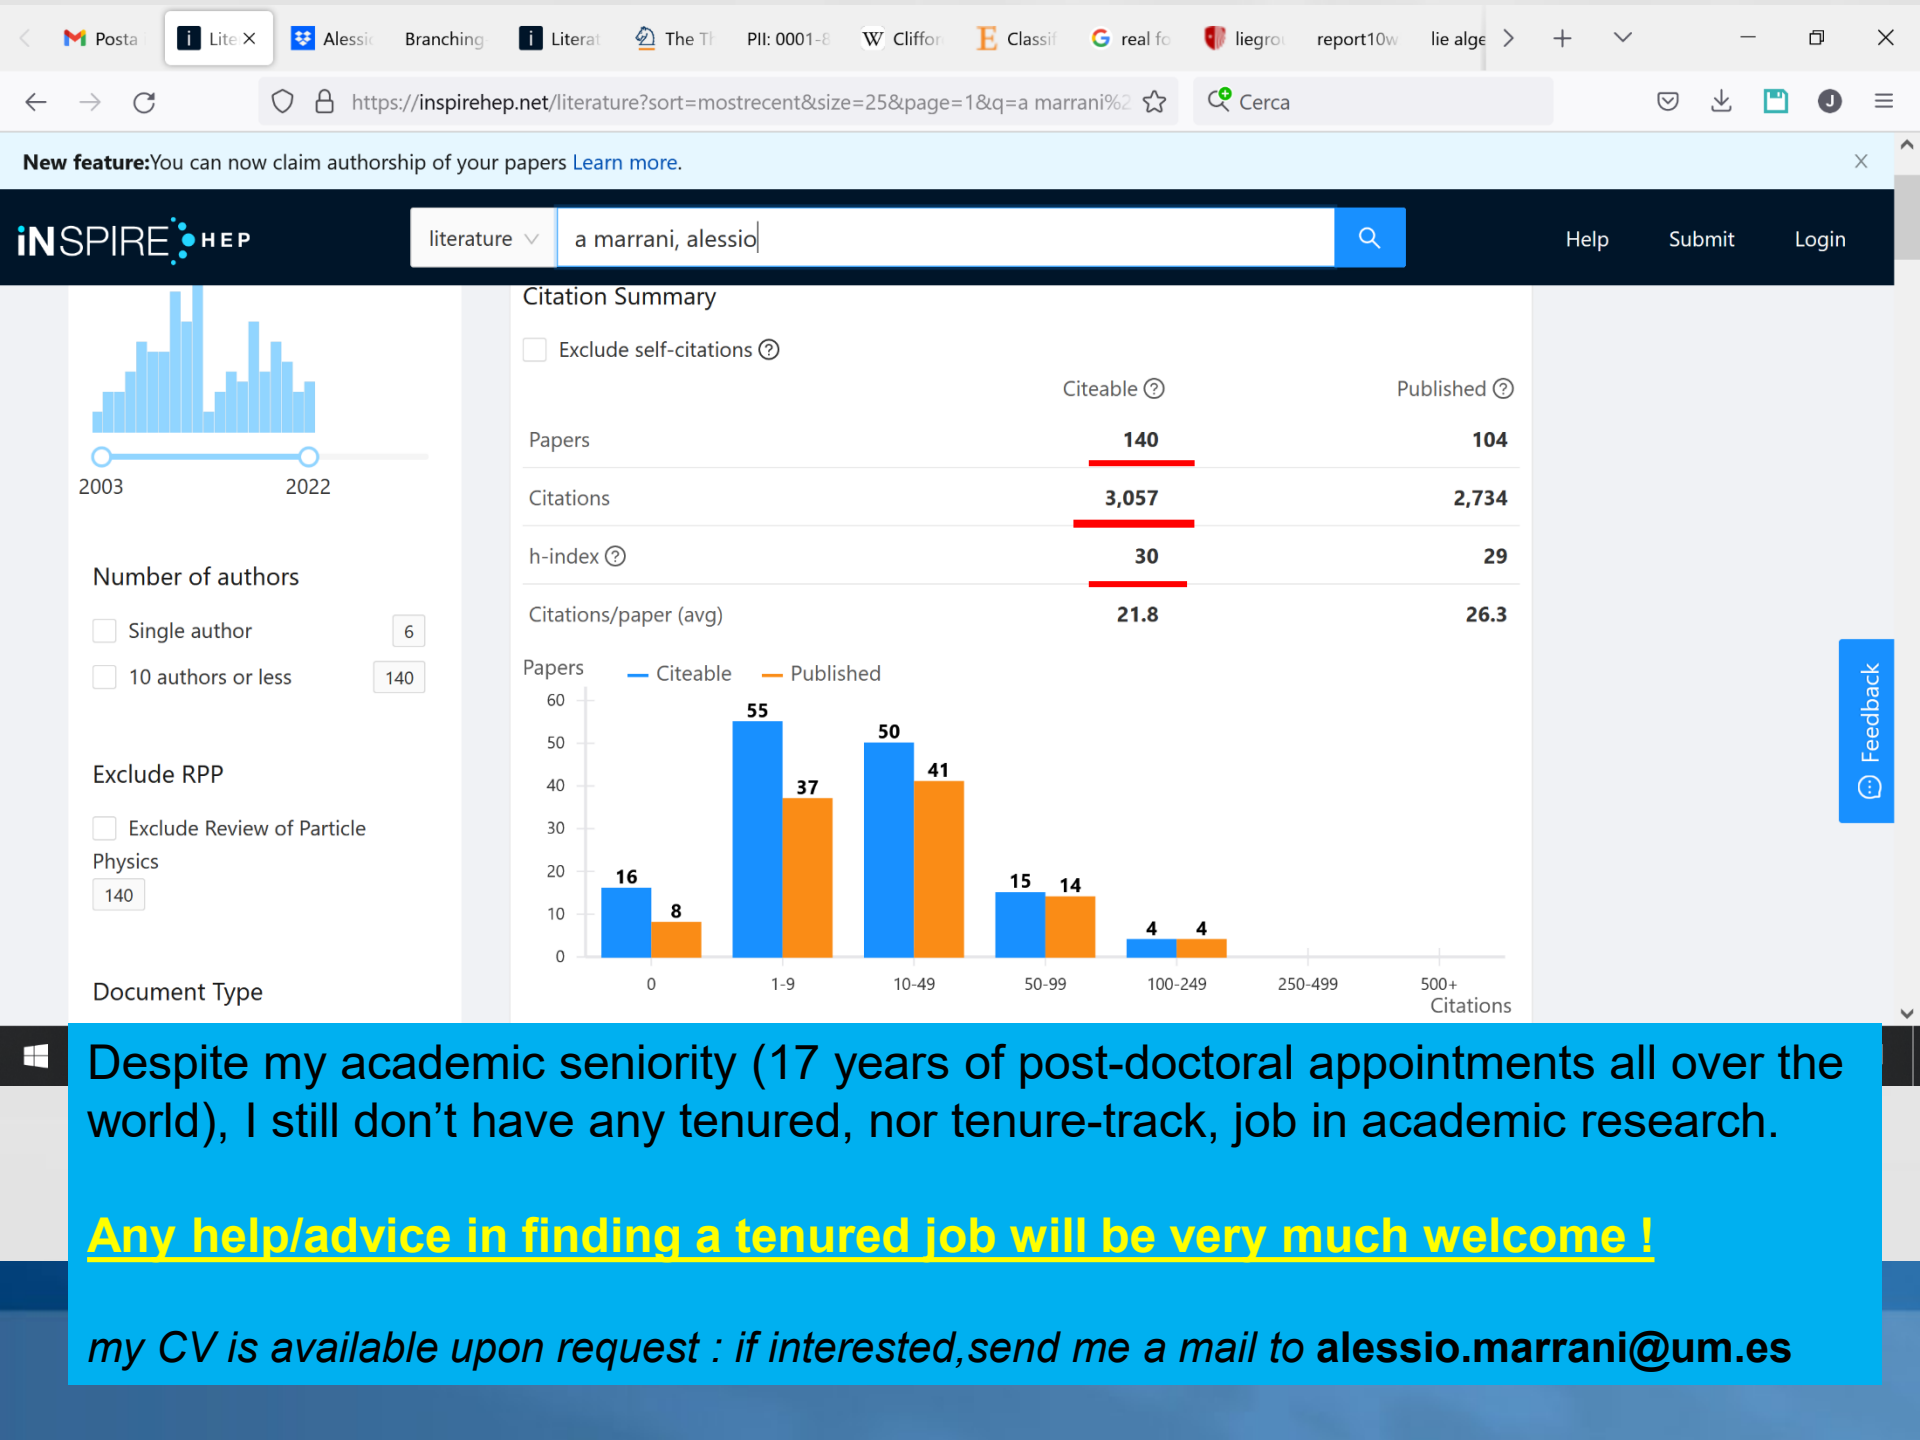 Posta
Lite
Alessi
Branching
Literat
The Th
PII: 0001-8
W Cliffor
E Classif
G real fo
liegro
report10w
lie alge
https://inspirehep.net/literature?sort=mostrecent&size=25&page=1&q=a marrani%2
Cerca
J
New feature:You can now claim authorship of your papers Learn more.
iNSPIRE HEP
literature
a marrani, alessio
Help
Submit
Login
2003
2022
Number of authors
Single author
6
10 authors or less
140
Exclude RPP
Exclude Review of Particle
Physics
140
Document Type
Citation Summary
Exclude self-citations
Citeable Published
Papers 140 104
Citations 3,057 2,734
h-index 30 29
Citations/paper (avg) 21.8 26.3
Papers
Citeable
Published
60
50
40
30
20
10
0
16
8
55
37
50
41
15
14
4
4
0
1-9
10-49
50-99
100-249
250-499
500+
Citations
Feedback
Despite my academic seniority (17 years of post-doctoral appointments all over the
world), I still don’t have any tenured, nor tenure-track, job in academic research.
Any help/advice in finding a tenured job will be very much welcome !
my CV is available upon request : if interested,send me a mail to alessio.marrani@um.es